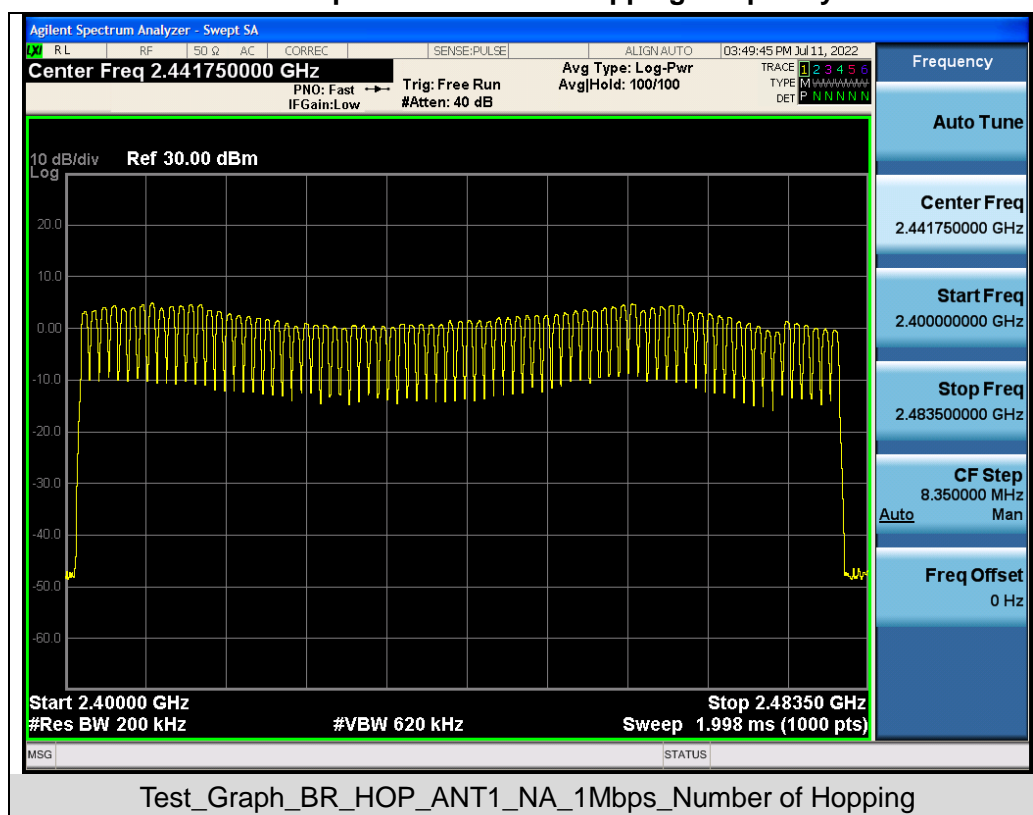 Agilent Spectrum Analyzer - Swept SA
LXI RL RF 50 Ω AC CORREC SENSE:PULSE ALIGN AUTO 03:49:45 PM Jul 11, 2022
Center Freq 2.441750000 GHz
PNO: Fast
IFGain:Low
Trig: Free Run
#Atten: 40 dB
Avg Type: Log-Pwr
Avg|Hold: 100/100
TRACE 1 2 3 4 5 6
TYPE M
DET P N N N N N
10 dB/div Ref 30.00 dBm
Log
20.0
10.0
0.00
-10.0
-20.0
-30.0
-40.0
-50.0
-60.0
Start 2.40000 GHz Stop 2.48350 GHz
#Res BW 200 kHz #VBW 620 kHz Sweep 1.998 ms (1000 pts)
MSG STATUS
Frequency
Auto Tune
Center Freq
2.441750000 GHz
Start Freq
2.400000000 GHz
Stop Freq
2.483500000 GHz
CF Step
8.350000 MHz
Auto Man
Freq Offset
0 Hz
Test_Graph_BR_HOP_ANT1_NA_1Mbps_Number of Hopping